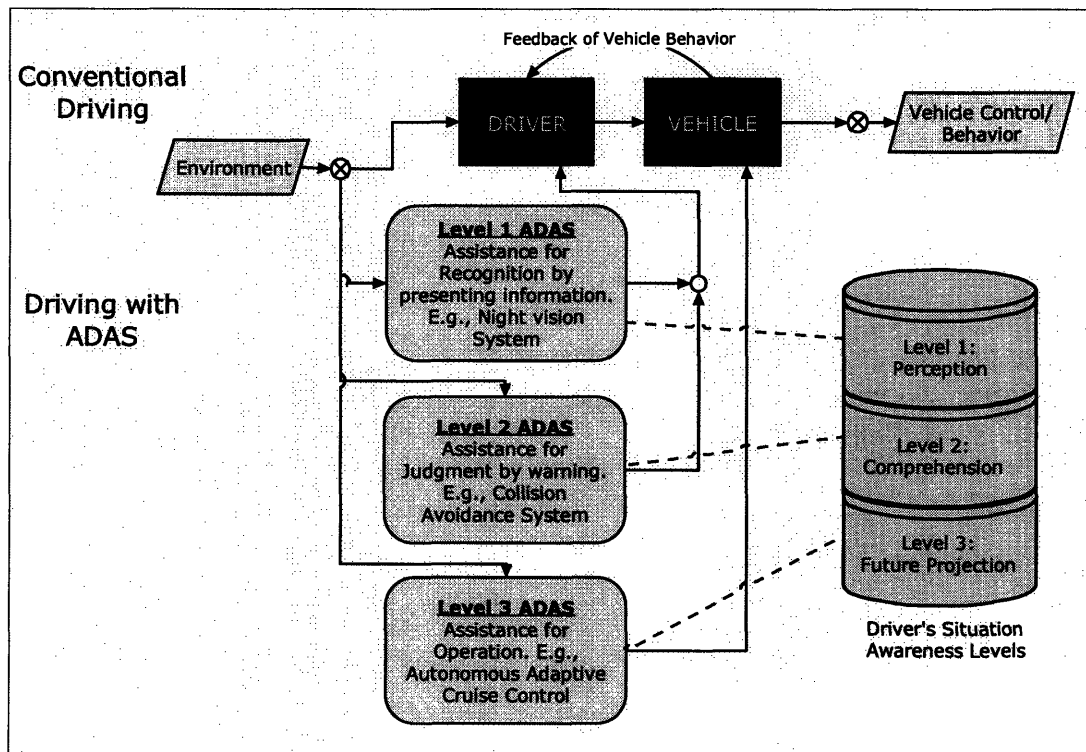 Feedback of Vehicle Behavior
Conventional
Driving
DRIVER
VEHICLE
Vehicle Control/
Behavior
Environment
Level 1 ADAS
Assistance for
Recognition by
presenting information.
E.g., Night vision
System
Driving with
ADAS
Level 2 ADAS
Assistance for
Judgment by warning.
E.g., Collision
Avoidance System
Level 3 ADAS
Assistance for
Operation. E.g.,
Autonomous Adaptive
Cruise Control
Level 1:
Perception
Level 2:
Comprehension
Level 3:
Future Projection
Driver's Situation
Awareness Levels